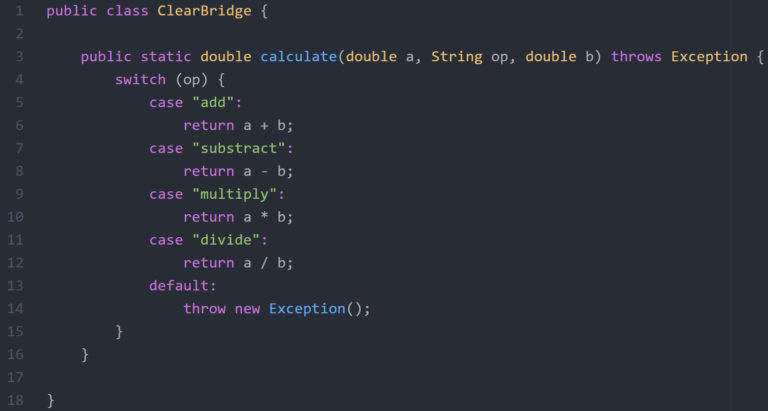 1 public class ClearBridge {
2
3     public static double calculate(double a, String op, double b) throws Exception {
4         switch (op) {
5             case "add":
6                 return a + b;
7             case "substract":
8                 return a - b;
9             case "multiply":
10                 return a * b;
11             case "divide":
12                 return a / b;
13             default:
14                 throw new Exception();
15         }
16     }
17
18 }